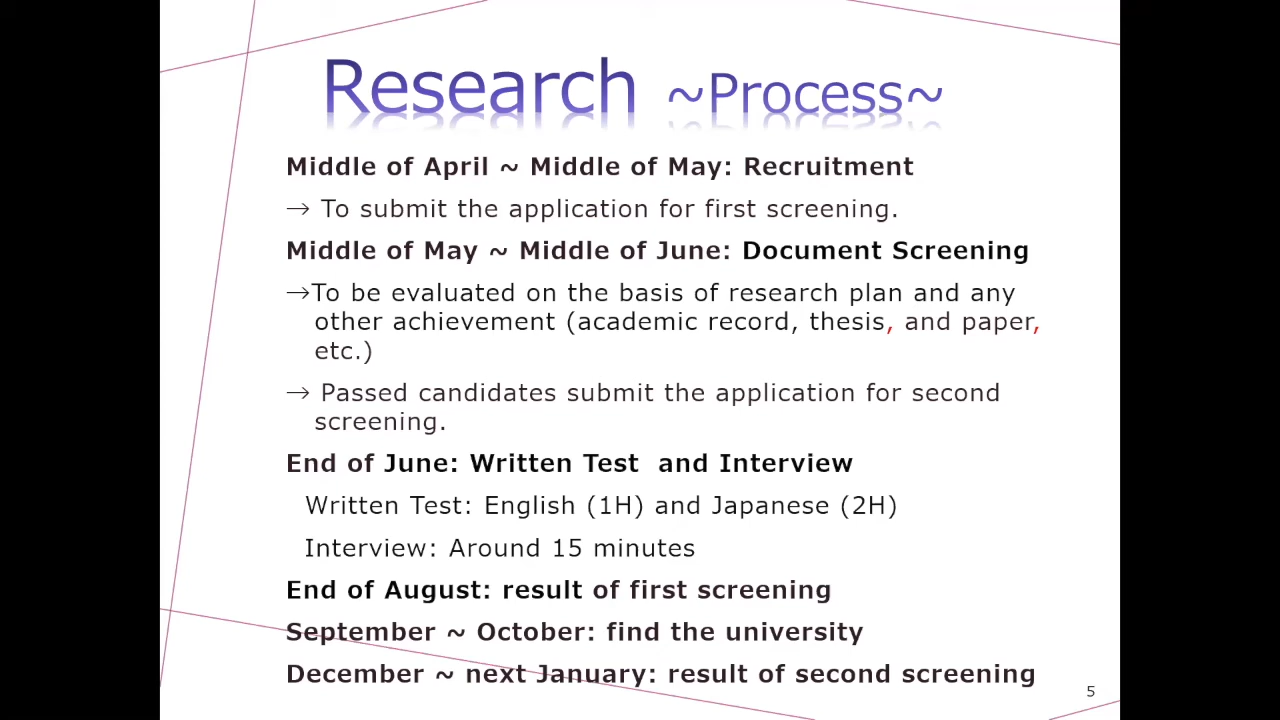 Research ~Process~
Middle of April ~ Middle of May: Recruitment
→ To submit the application for first screening.
Middle of May ~ Middle of June: Document Screening
→To be evaluated on the basis of research plan and any
other achievement (academic record, thesis, and paper,
etc.)
→ Passed candidates submit the application for second
screening.
End of June: Written Test  and Interview
Written Test: English (1H) and Japanese (2H)
Interview: Around 15 minutes
End of August: result of first screening
September ~ October: find the university
December ~ next January: result of second screening
5